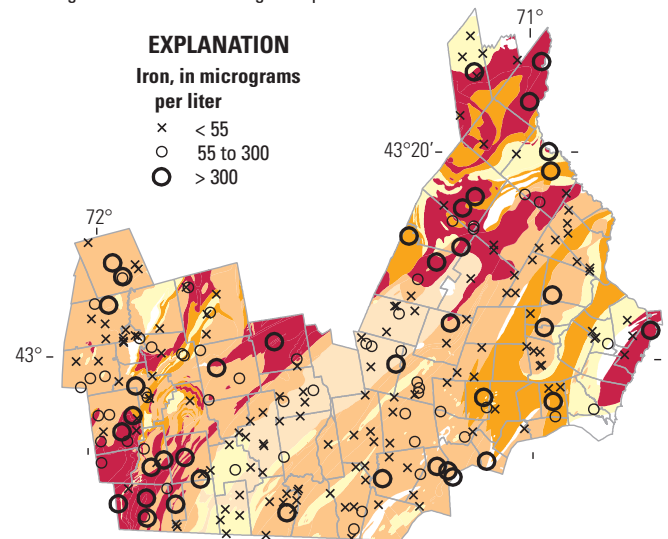 71°
EXPLANATION
Iron, in micrograms
per liter
× < 55
55 to 300
> 300
43°20'
72°
43°